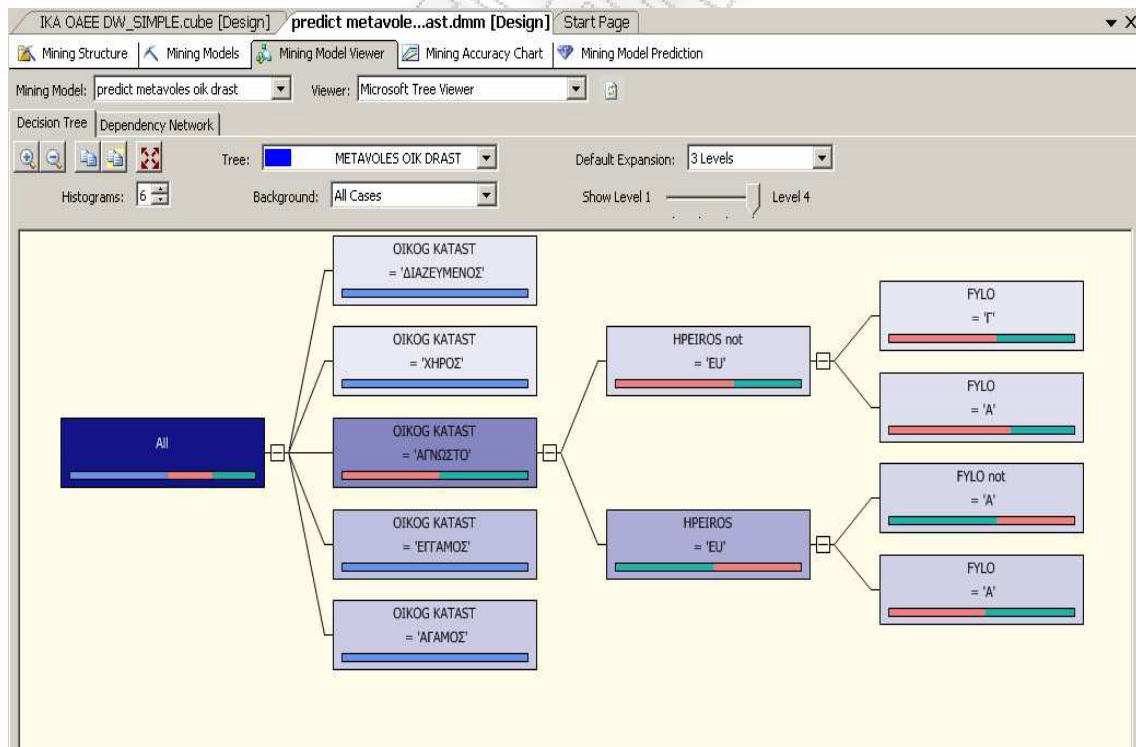 IKA OAEE DW_SIMPLE.cube [Design] predict metavole...ast.dmm [Design] Start Page
Mining Structure Mining Models Mining Model Viewer Mining Accuracy Chart Mining Model Prediction
Mining Model: predict metavoles oik drast Viewer: Microsoft Tree Viewer
Decision Tree Dependency Network
Tree: METAVOLES OIK DRAST Default Expansion: 3 Levels
Histograms: 6 Background: All Cases Show Level 1 Level 4
All
OIKOG KATAST
= 'ΔΙΑΖΕΥΜΕΝΟΣ'
OIKOG KATAST
= 'ΧΗΡΟΣ'
OIKOG KATAST
= 'ΑΓΝΩΣΤΟ'
OIKOG KATAST
= 'ΕΓΓΑΜΟΣ'
OIKOG KATAST
= 'ΑΓΑΜΟΣ'
HPEIROS not
= 'EU'
HPEIROS
= 'EU'
FYLO
= 'Γ'
FYLO
= 'Α'
FYLO not
= 'Α'
FYLO
= 'Α'